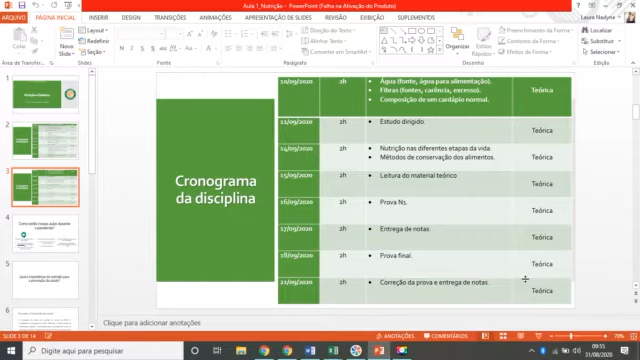 Aula 1_Nutrição - PowerPoint (Falha na Ativação do Produto)
ARQUIVO PÁGINA INICIAL INSERIR DESIGN TRANSIÇÕES ANIMAÇÕES APRESENTAÇÃO DE SLIDES REVISÃO EXIBIÇÃO SUPLEMENTOS
Laura Nadyne
Colar
Novo Slide
Layout
Redefinir
Seção
Direção do Texto
Alinhar Texto
Converter em SmartArt
Organizar
Preenchimento da Forma
Contorno da Forma
Efeitos de Forma
Localizar
Substituir
Selecionar
Área de Transfer...
Slides
Fonte
Parágrafo
Desenho
Edição
1
2
3
4
5
6
Cronograma
da disciplina
10/09/2020 2h • Água (fonte, água para alimentação). Teórica
• Fibras (fontes, carência, excesso).
• Composição de um cardápio normal.
11/09/2020 2h • Estudo dirigido. Teórica
14/09/2020 2h • Nutrição nas diferentes etapas da vida. Teórica
• Métodos de conservação dos alimentos.
15/09/2020 2h • Leitura do material teórico Teórica
16/09/2020 2h • Prova N1. Teórica
17/09/2020 2h • Entrega de notas. Teórica
18/09/2020 2h • Prova final. Teórica
21/09/2020 2h • Correção da prova e entrega de notas. Teórica
Clique para adicionar anotações
SLIDE 3 DE 14
ANOTAÇÕES
COMENTÁRIOS
78%
Digite aqui para pesquisar
09:55
31/08/2020